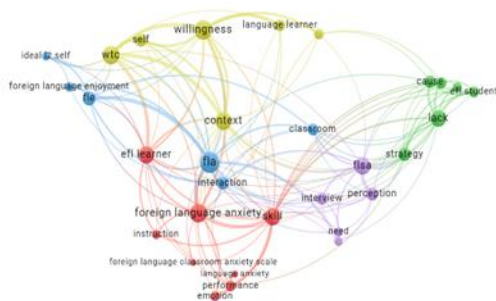 language learner
willingness
self
ideal l2 self
wtc
cause
efl student
foreign language enjoyment
fle
lack
context
classroom
efl learner
fla
strategy
flsa
interaction
perception
interview
foreign language anxiety
skill
instruction
need
foreign language classroom anxiety scale
language anxiety
performance
emotion